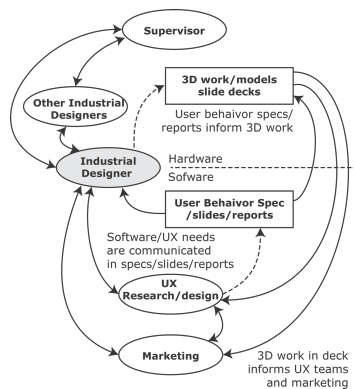 Supervisor
3D work/models
slide decks
Other Industrial
Designers
User behaivor specs/
reports inform 3D work
Industrial
Designer
Hardware
Sofware
User Behaivor Spec
/slides/reports
Software/UX needs
are communicated
in specs/slides/reports
UX
Research/design
Marketing
3D work in deck
informs UX teams
and marketing